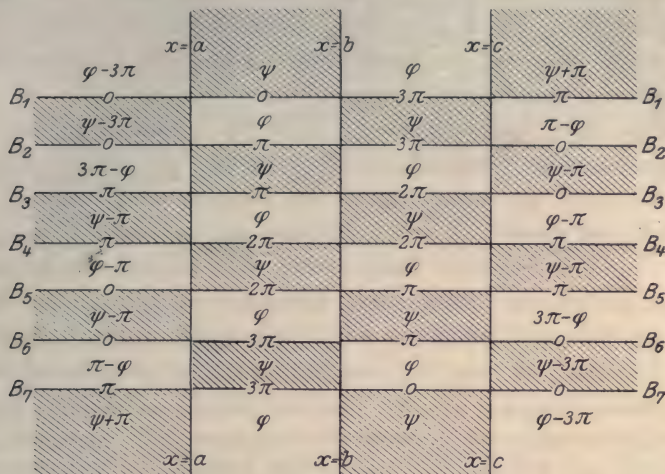 x=a x=b x=c
φ-3π ψ φ ψ+π
B₁ 0 0 3π π B₁
ψ-3π φ ψ π-φ
B₂ 0 π 3π 0 B₂
3π-φ ψ φ ψ-π
B₃ π π 2π 0 B₃
ψ-π φ ψ φ-π
B₄ π 2π 2π π B₄
φ-π ψ φ ψ-π
B₅ 0 2π π π B₅
ψ-π φ ψ 3π-φ
B₆ 0 3π π 0 B₆
π-φ ψ φ ψ-3π
B₇ π 3π 0 0 B₇
ψ+π φ ψ φ-3π
x=a x=b x=c